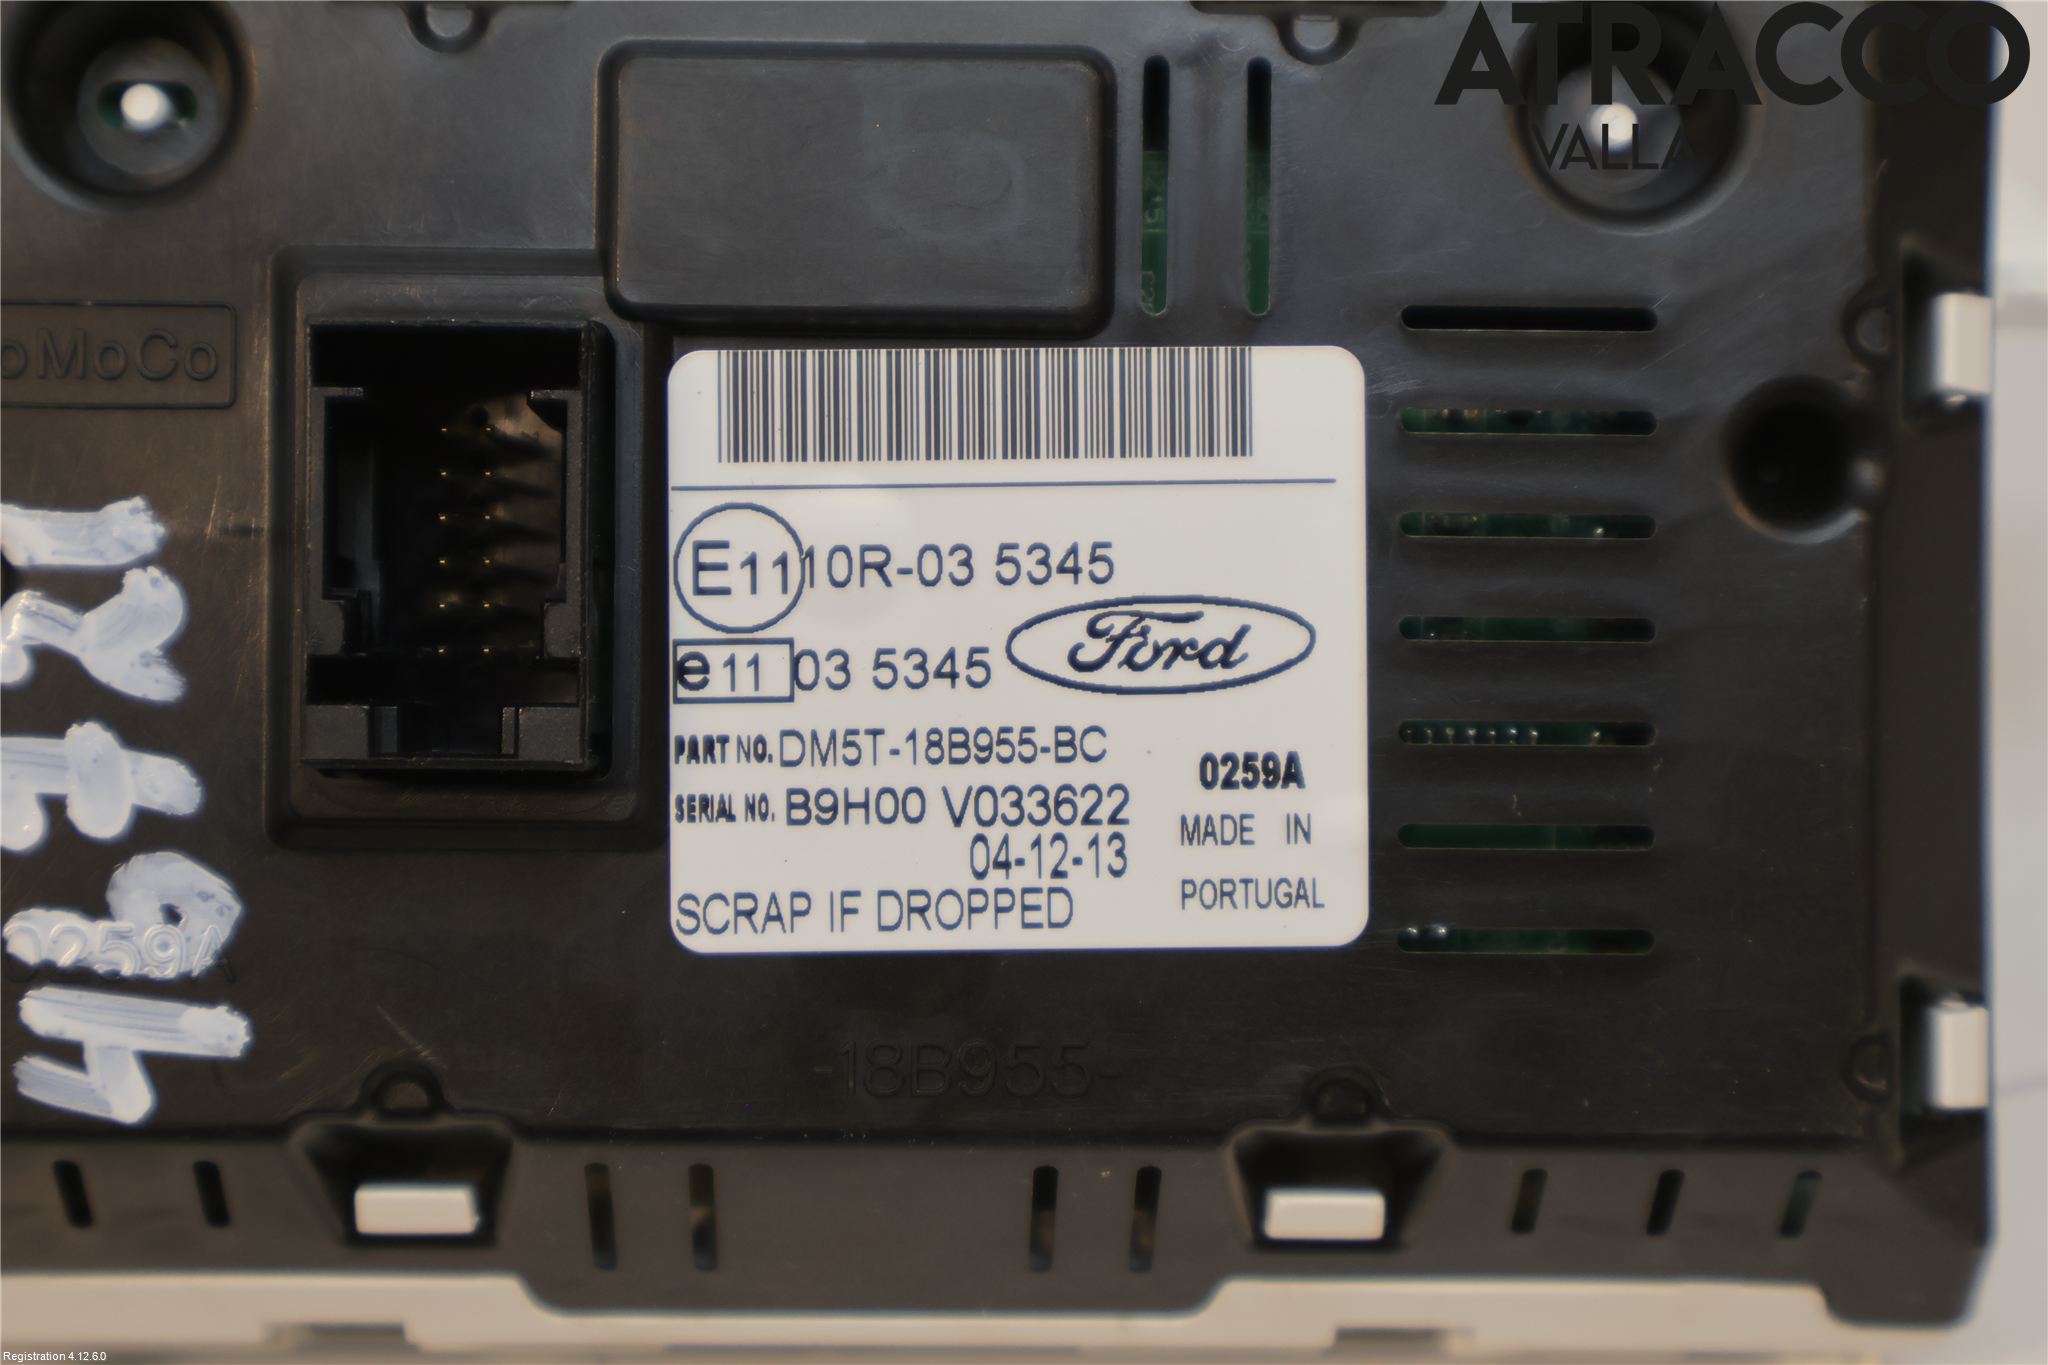 ATRACCO
VALLA
oMoCo
E11 10R-03 5345
e11 03 5345
Ford
PART NO. DM5T-18B955-BC
0259A
SERIAL NO. B9H00 V033622
MADE IN
04-12-13
PORTUGAL
SCRAP IF DROPPED
0259A
-18B955-
Registration 4.12.6.0